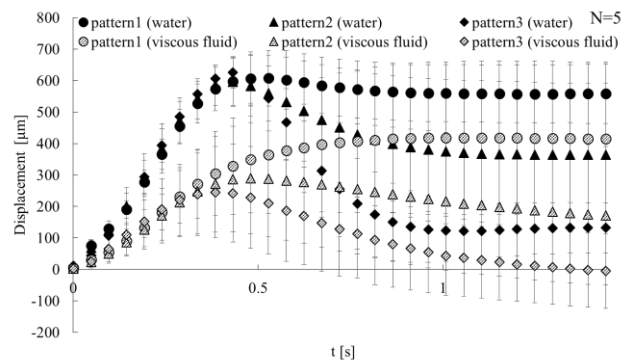 pattern1 (water) pattern2 (water) pattern3 (water) N=5
pattern1 (viscous fluid) pattern2 (viscous fluid) pattern3 (viscous fluid)
800
700
600
500
400
300
200
100
0
-100
-200
Displacement [μm]
0 0.5 1
t [s]